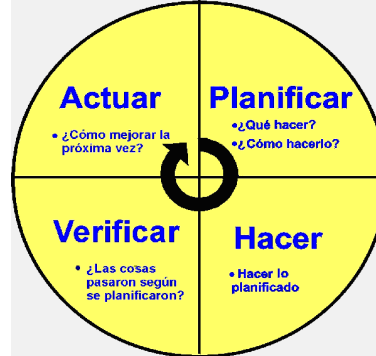 Actuar
• ¿Cómo mejorar la
próxima vez?
Planificar
•¿Qué hacer?
•¿Cómo hacerlo?
Verificar
• ¿Las cosas
pasaron según
se planificaron?
Hacer
• Hacer lo
planificado